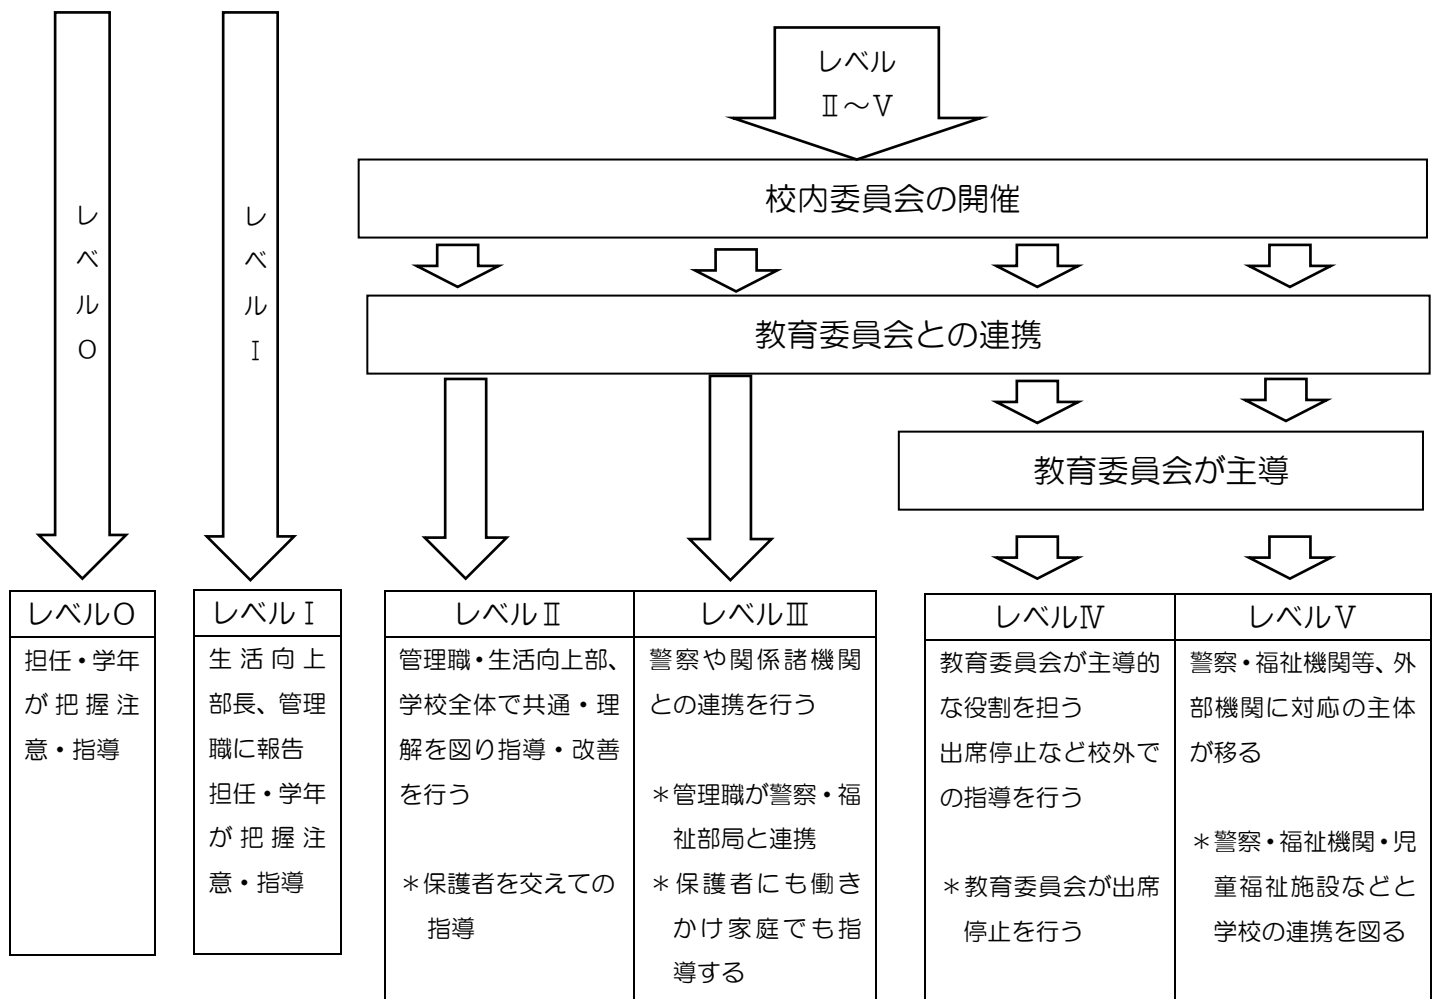 レベル０
レベルⅠ
レベル
Ⅱ～Ⅴ
校内委員会の開催
教育委員会との連携
教育委員会が主導
レベル０
担任・学年
が把握注
意・指導
レベルⅠ
生活向上
部長、管理
職に報告
担任・学年
が把握注
意・指導
レベルⅡ
管理職・生活向上部、
学校全体で共通・理
解を図り指導・改善
を行う
＊保護者を交えての
指導
レベルⅢ
警察や関係諸機関
との連携を行う
＊管理職が警察・福
祉部局と連携
＊保護者にも働き
かけ家庭でも指
導する
レベルⅣ
教育委員会が主導的
な役割を担う
出席停止など校外で
の指導を行う
＊教育委員会が出席
停止を行う
レベルⅤ
警察・福祉機関等、外
部機関に対応の主体
が移る
＊警察・福祉機関・児
童福祉施設などと
学校の連携を図る